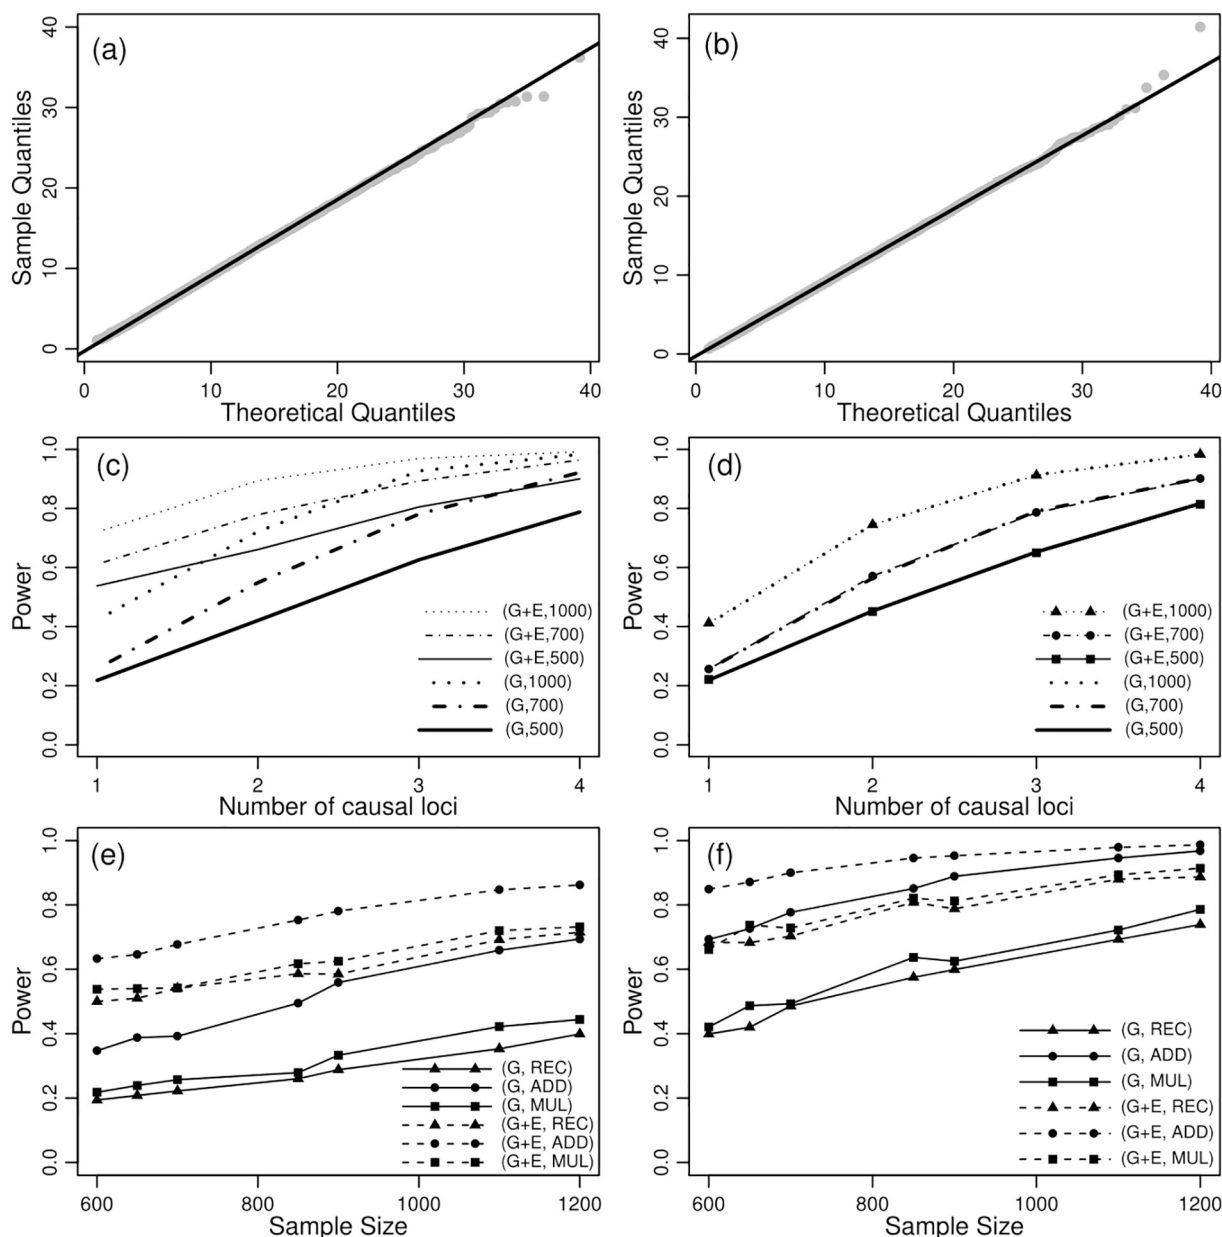 (a)
Sample Quantiles
40
30
20
10
0
0 10 20 30 40
Theoretical Quantiles
(b)
Sample Quantiles
40
30
20
10
0
0 10 20 30 40
Theoretical Quantiles
(c)
Power
1.0
0.8
0.6
0.4
0.2
0.0
(G+E,1000)
(G+E,700)
(G+E,500)
(G,1000)
(G,700)
(G,500)
1 2 3 4
Number of causal loci
(d)
Power
1.0
0.8
0.6
0.4
0.2
0.0
(G+E,1000)
(G+E,700)
(G+E,500)
(G,1000)
(G,700)
(G,500)
1 2 3 4
Number of causal loci
(e)
Power
1.0
0.8
0.6
0.4
0.2
0.0
(G, REC)
(G, ADD)
(G, MUL)
(G+E, REC)
(G+E, ADD)
(G+E, MUL)
600 800 1000 1200
Sample Size
(f)
Power
1.0
0.8
0.6
0.4
0.2
0.0
(G, REC)
(G, ADD)
(G, MUL)
(G+E, REC)
(G+E, ADD)
(G+E, MUL)
600 800 1000 1200
Sample Size